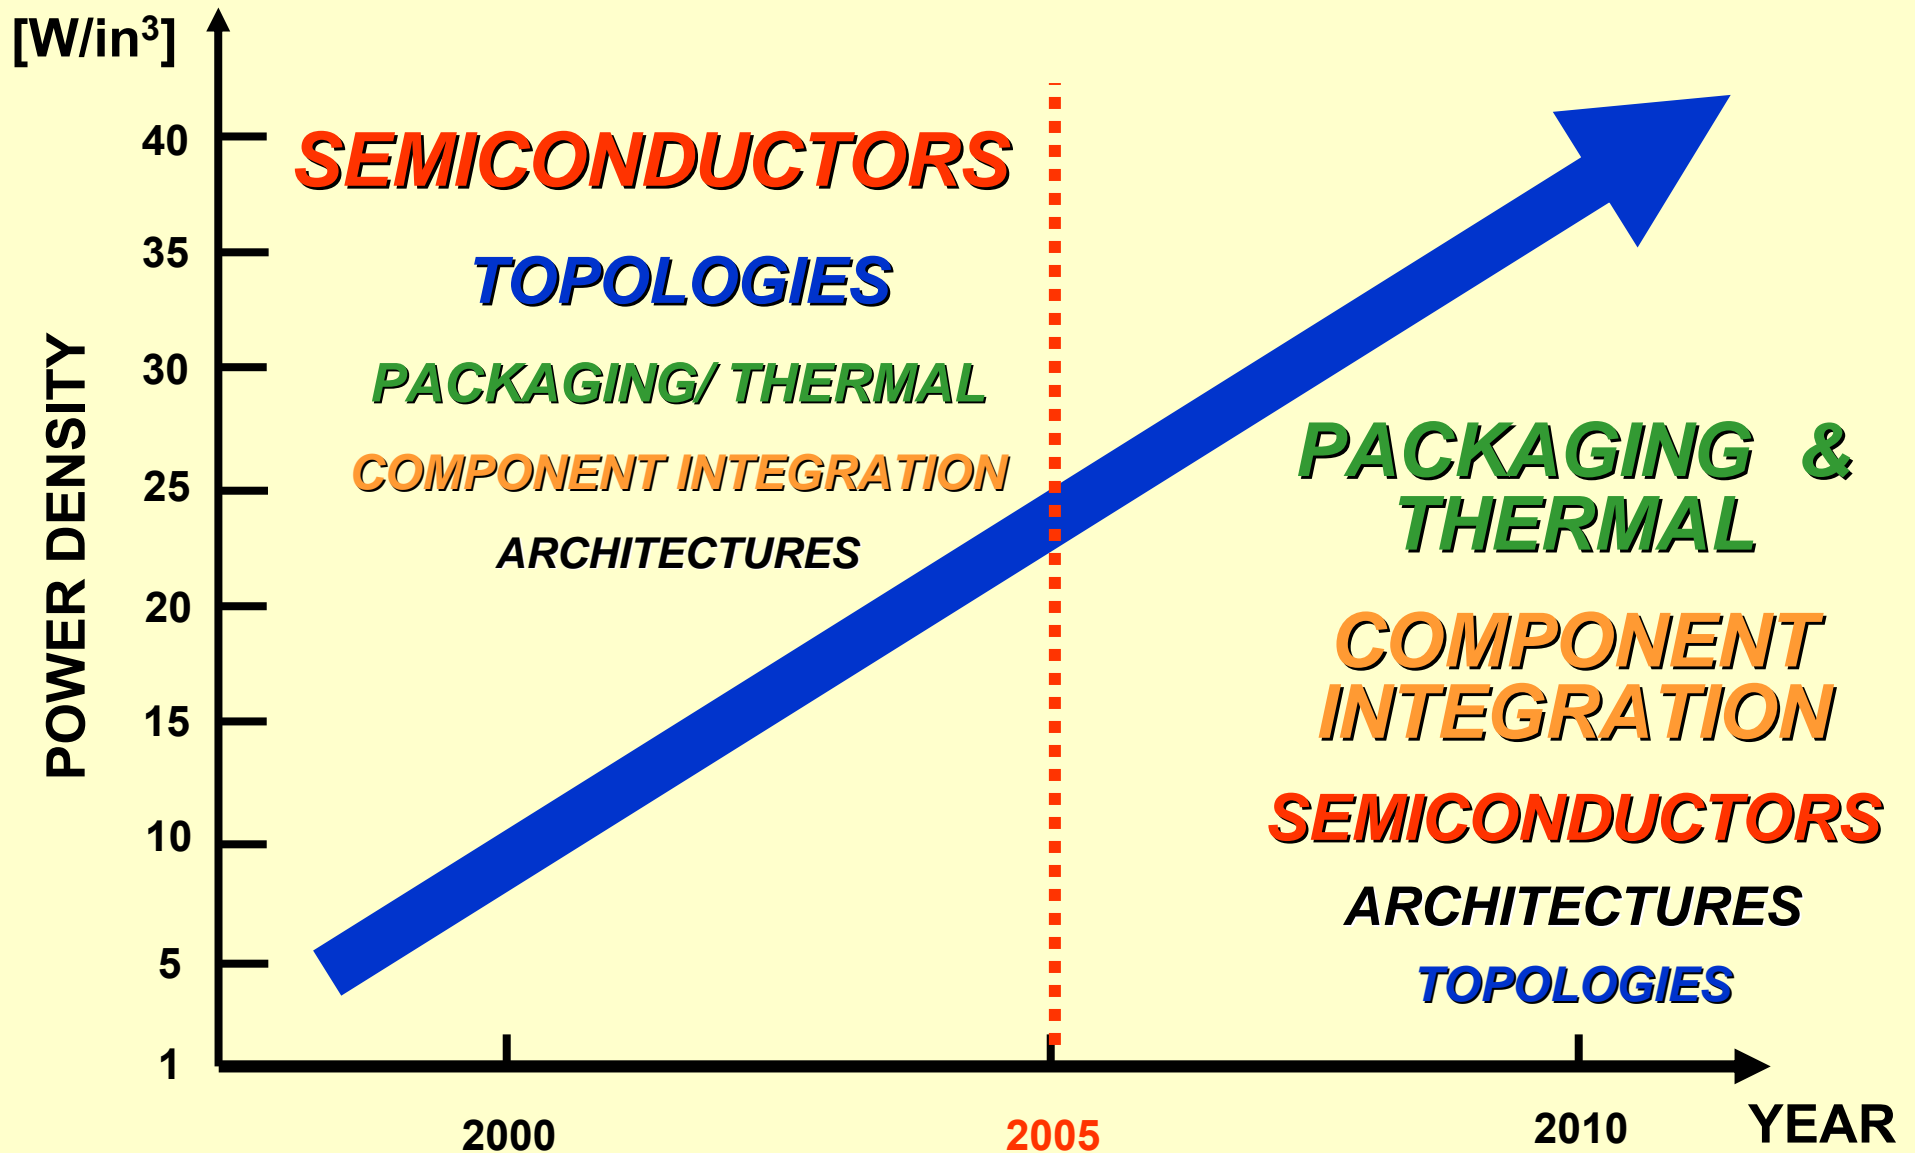 [W/in³]
40
35
30
25
20
15
10
5
1
POWER DENSITY
SEMICONDUCTORS
TOPOLOGIES
PACKAGING/ THERMAL
COMPONENT INTEGRATION
ARCHITECTURES
PACKAGING &
THERMAL
COMPONENT
INTEGRATION
SEMICONDUCTORS
ARCHITECTURES
TOPOLOGIES
2000
2005
2010
YEAR